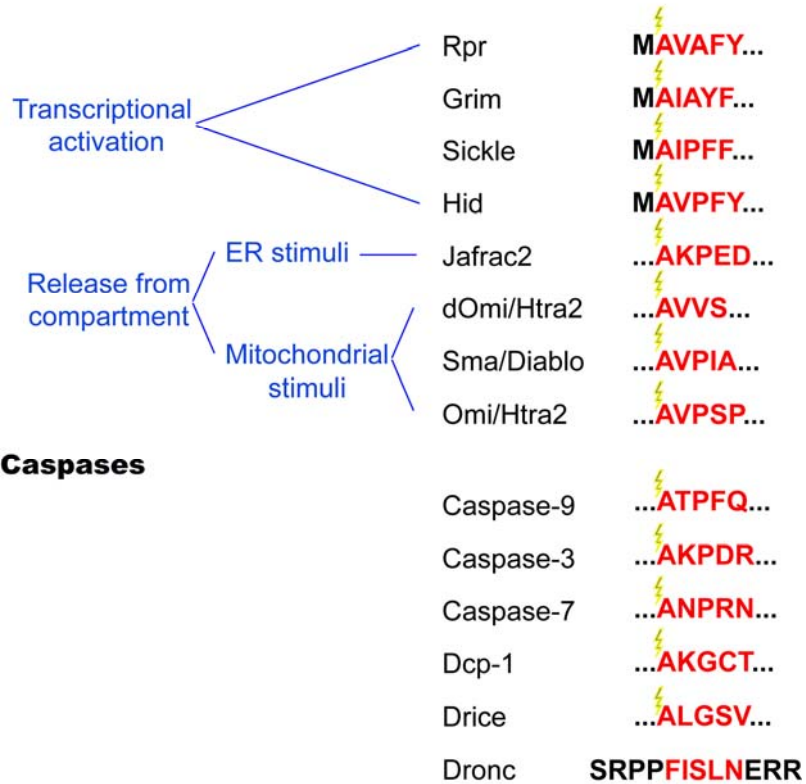 Rpr MAVAFY...
Grim MAIAYF...
Transcriptional
activation
Sickle MAIPFF...
Hid MAVPFY...
ER stimuli Jafrac2 ...AKPED...
Release from
compartment
dOmi/Htra2 ...AVVS...
Mitochondrial
stimuli
Sma/Diablo ...AVPIA...
Omi/Htra2 ...AVPSP...
Caspases
Caspase-9 ...ATPFQ...
Caspase-3 ...AKPDR...
Caspase-7 ...ANPRN...
Dcp-1 ...AKGCT...
Drice ...ALGSV...
Dronc SRPPFISLNERR